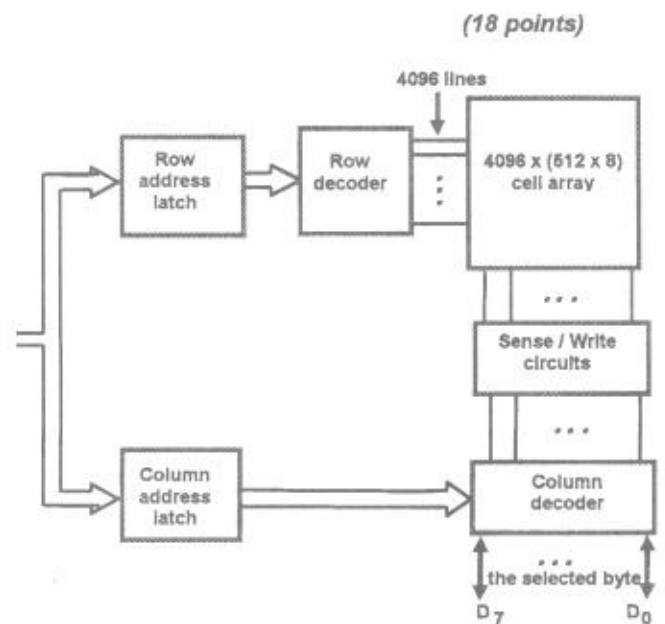 (18 points)
4096 lines
Row
address
latch
Row
decoder
4096 x (512 x 8)
cell array
. . .
. . .
Sense / Write
circuits
. . .
Column
address
latch
Column
decoder
. . .
the selected byte
D7
D0